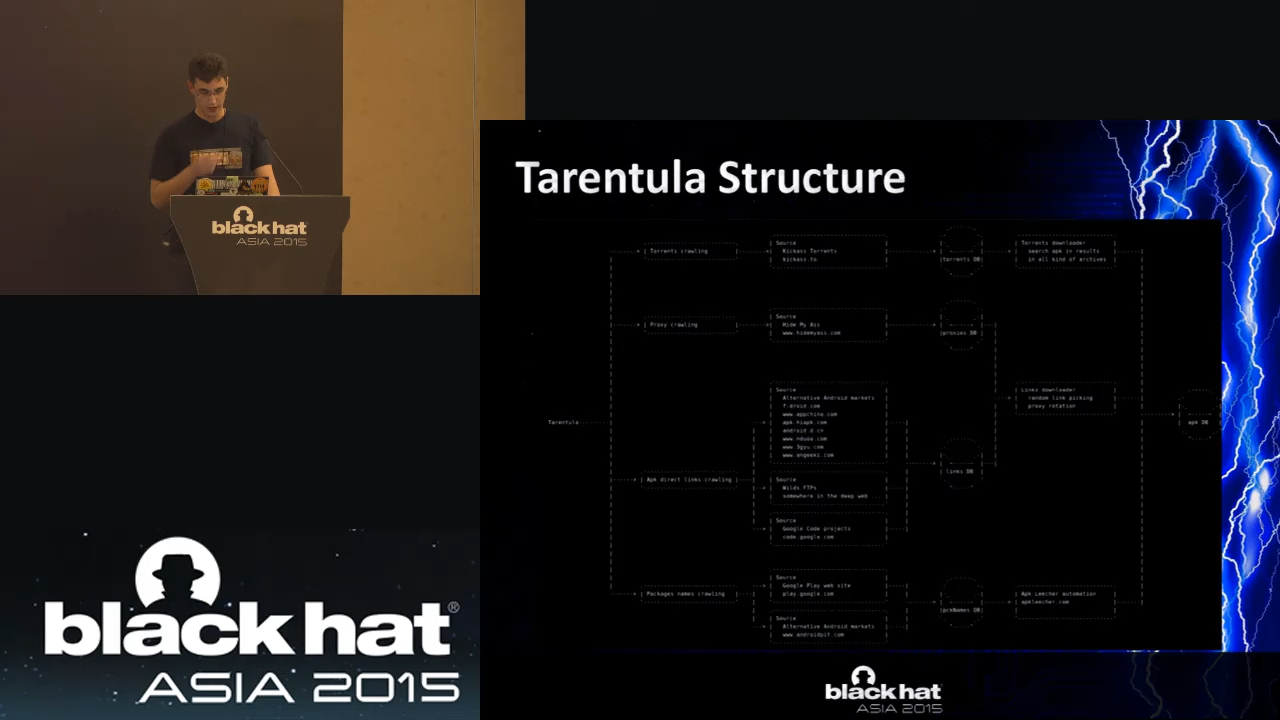 black hat
ASIA 2015
Tarentula Structure
Tarentula
Torrents crawling
Source
Kickass Torrents
kickass.to
torrents DB
Torrents downloader
search apk in results
in all kind of archives
Proxy crawling
Source
Hide My Ass
www.hidemyass.com
proxies DB
Apk direct links crawling
Source
Alternative Android markets
f-droid.com
www.appchina.com
apk.hiapk.com
android.d.cn
www.nduoa.com
www.3gyu.com
www.angeeks.com
Source
Wilds FTPs
somewhere in the deep web ...
Source
Google Code projects
code.google.com
links DB
Links downloader
random link picking
proxy rotation
Packages names crawling
Source
Google Play web site
play.google.com
Source
Alternative Android markets
www.androidpit.com
pckNames DB
Apk Leecher automation
apkleecher.com
apk DB
black hat®
ASIA 2015
black hat
ASIA 2015